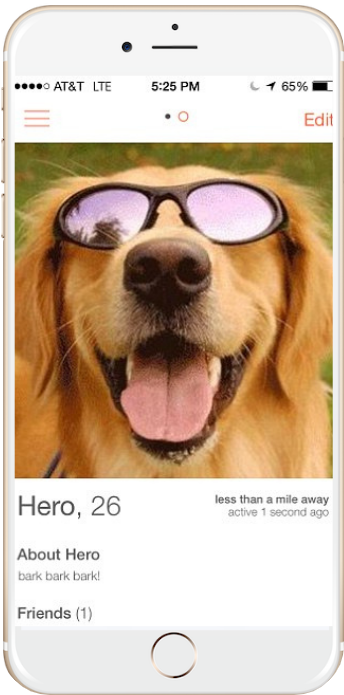 AT&T LTE 5:25 PM 65%
Edit
Hero, 26
less than a mile away
active 1 second ago
About Hero
bark bark bark!
Friends (1)